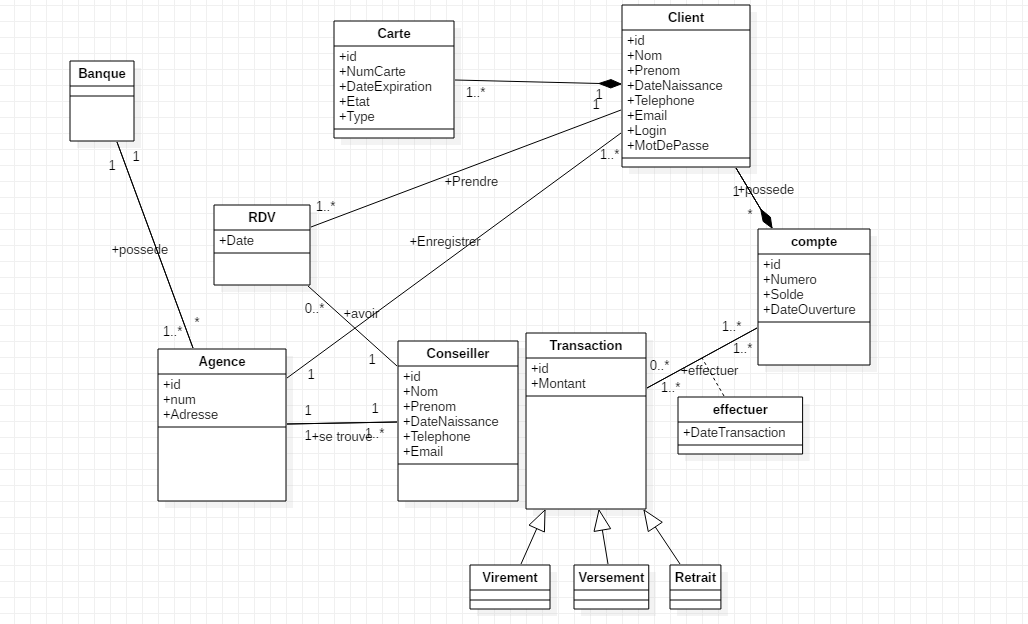 Carte
+id
+NumCarte
+DateExpiration
+Etat
+Type
Client
+id
+Nom
+Prenom
+DateNaissance
+Telephone
+Email
+Login
+MotDePasse
Banque
1..*
1
1
1..*
1
1
+Prendre
1..*
+possede
1
*
RDV
+Date
+Enregistrer
+possede
1..*
*
0..*
+avoir
1
compte
+id
+Numero
+Solde
+DateOuverture
Agence
+id
+num
+Adresse
1
1
1
1+se trouve
1..*
Conseiller
+id
+Nom
+Prenom
+DateNaissance
+Telephone
+Email
Transaction
+id
+Montant
1..*
1..*
0..*
+effectuer
1..*
effectuer
+DateTransaction
Virement
Versement
Retrait